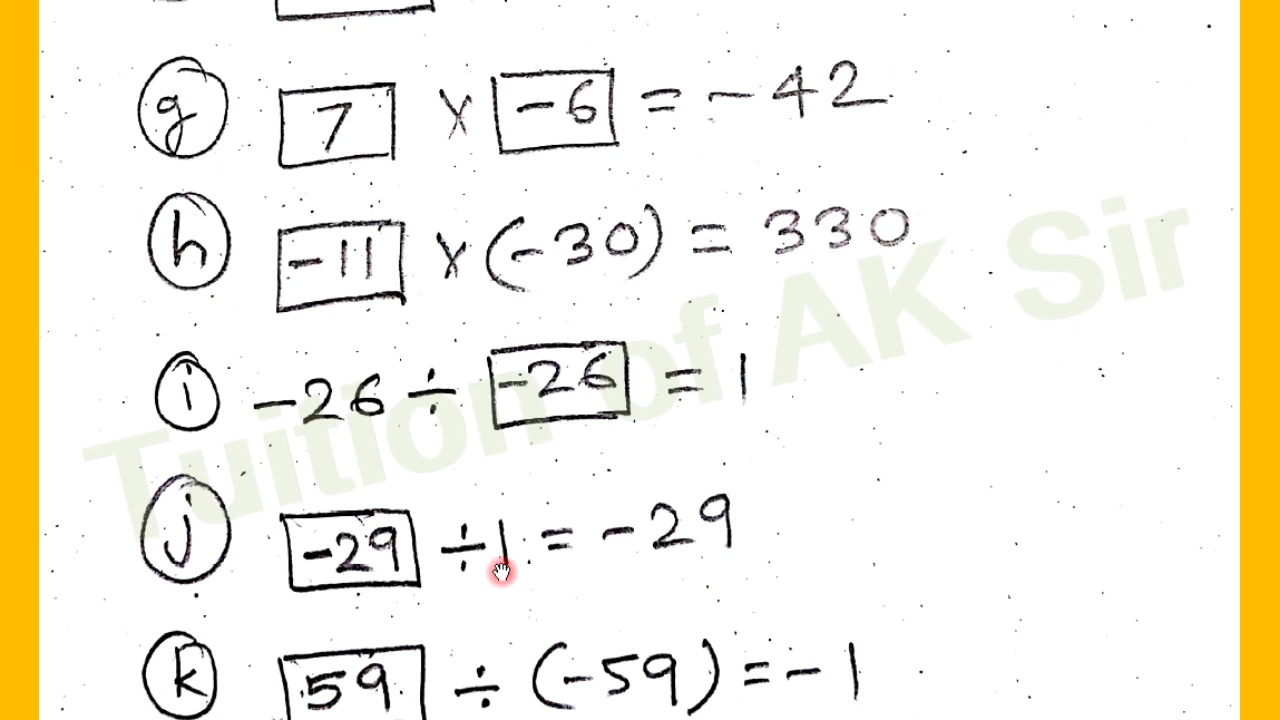 g 7 × -6 = -42
h -11 × (-30) = 330
i -26 ÷ -26 = 1
j -29 ÷ 1 = -29
k 59 ÷ (-59) = -1
Tuition of AK Sir